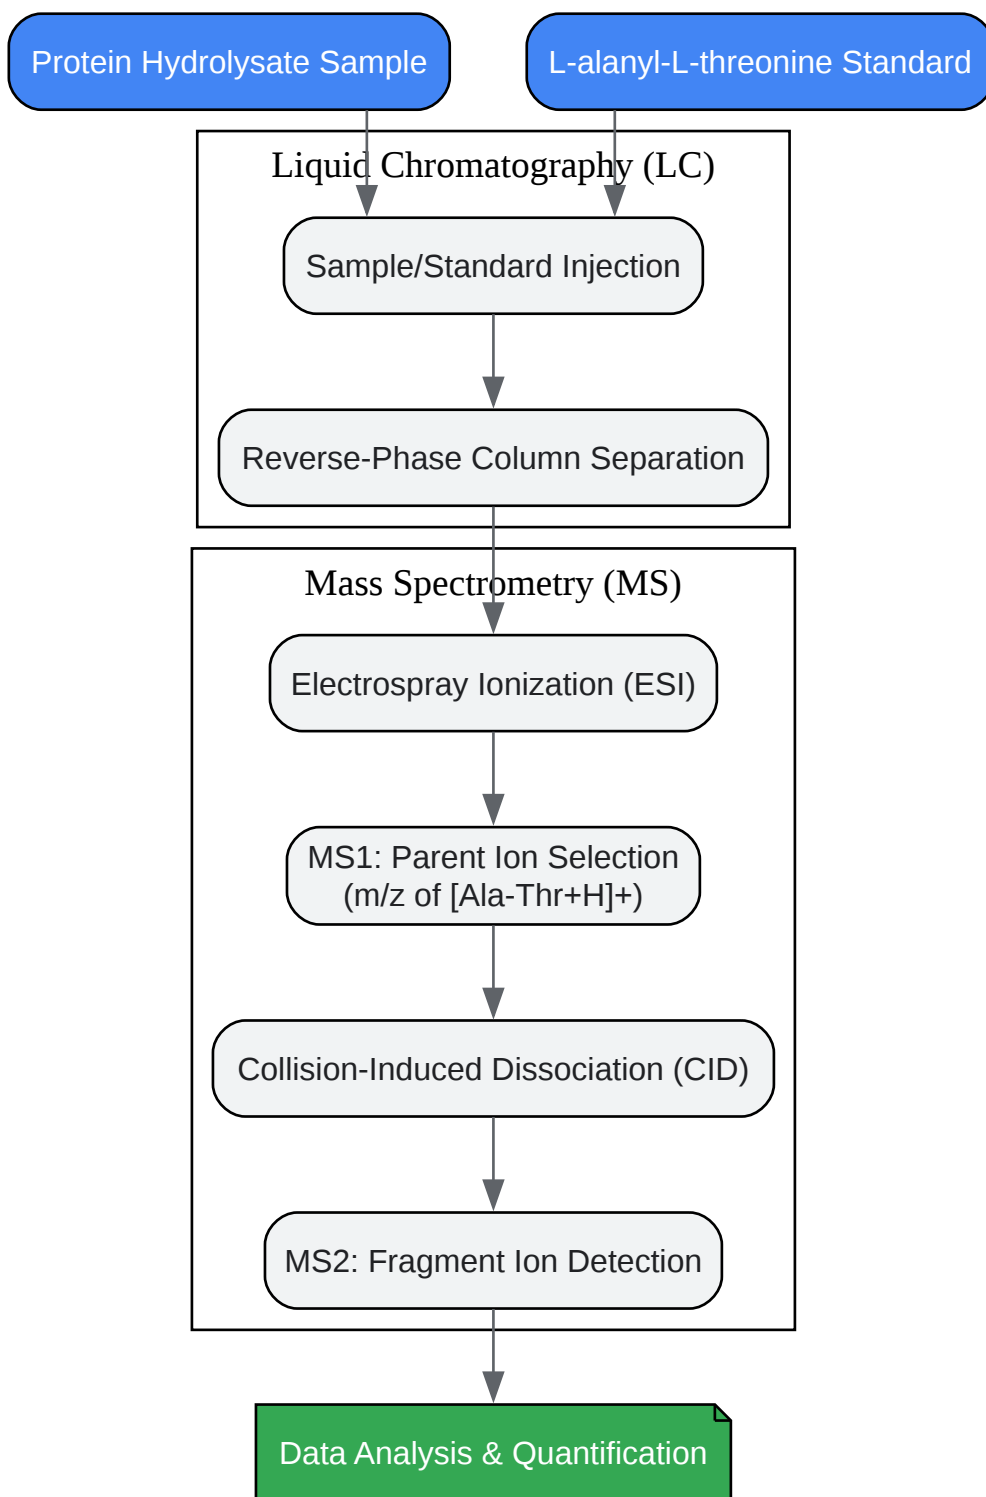 Protein Hydrolysate Sample
L-alanyl-L-threonine Standard
Liquid Chromatography (LC)
Sample/Standard Injection
Reverse-Phase Column Separation
Mass Spectrometry (MS)
Electrospray Ionization (ESI)
MS1: Parent Ion Selection
(m/z of [Ala-Thr+H]+)
Collision-Induced Dissociation (CID)
MS2: Fragment Ion Detection
Data Analysis & Quantification